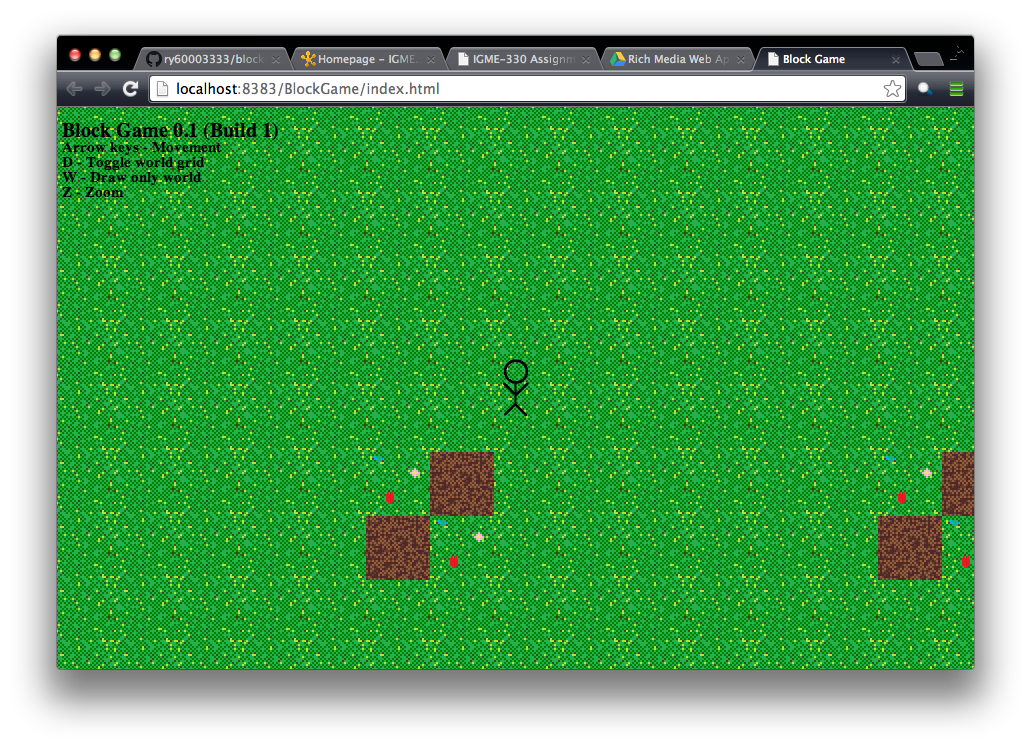 ry60003333/block
Homepage – IGME.
IGME-330 Assignm
Rich Media Web Ap
Block Game
localhost:8383/BlockGame/index.html
Block Game 0.1 (Build 1)
Arrow keys - Movement
D - Toggle world grid
W - Draw only world
Z - Zoom